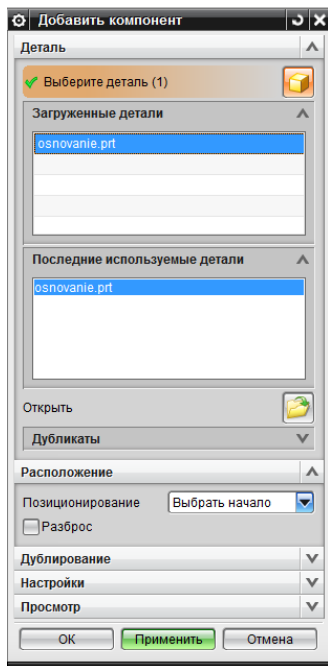 Добавить компонент
Деталь
Выберите деталь (1)
Загруженные детали
osnovanie.prt
Последние используемые детали
osnovanie.prt
Открыть
Дубликаты
Расположение
Позиционирование Выбрать начало
Разброс
Дублирование
Настройки
Просмотр
ОК Применить Отмена